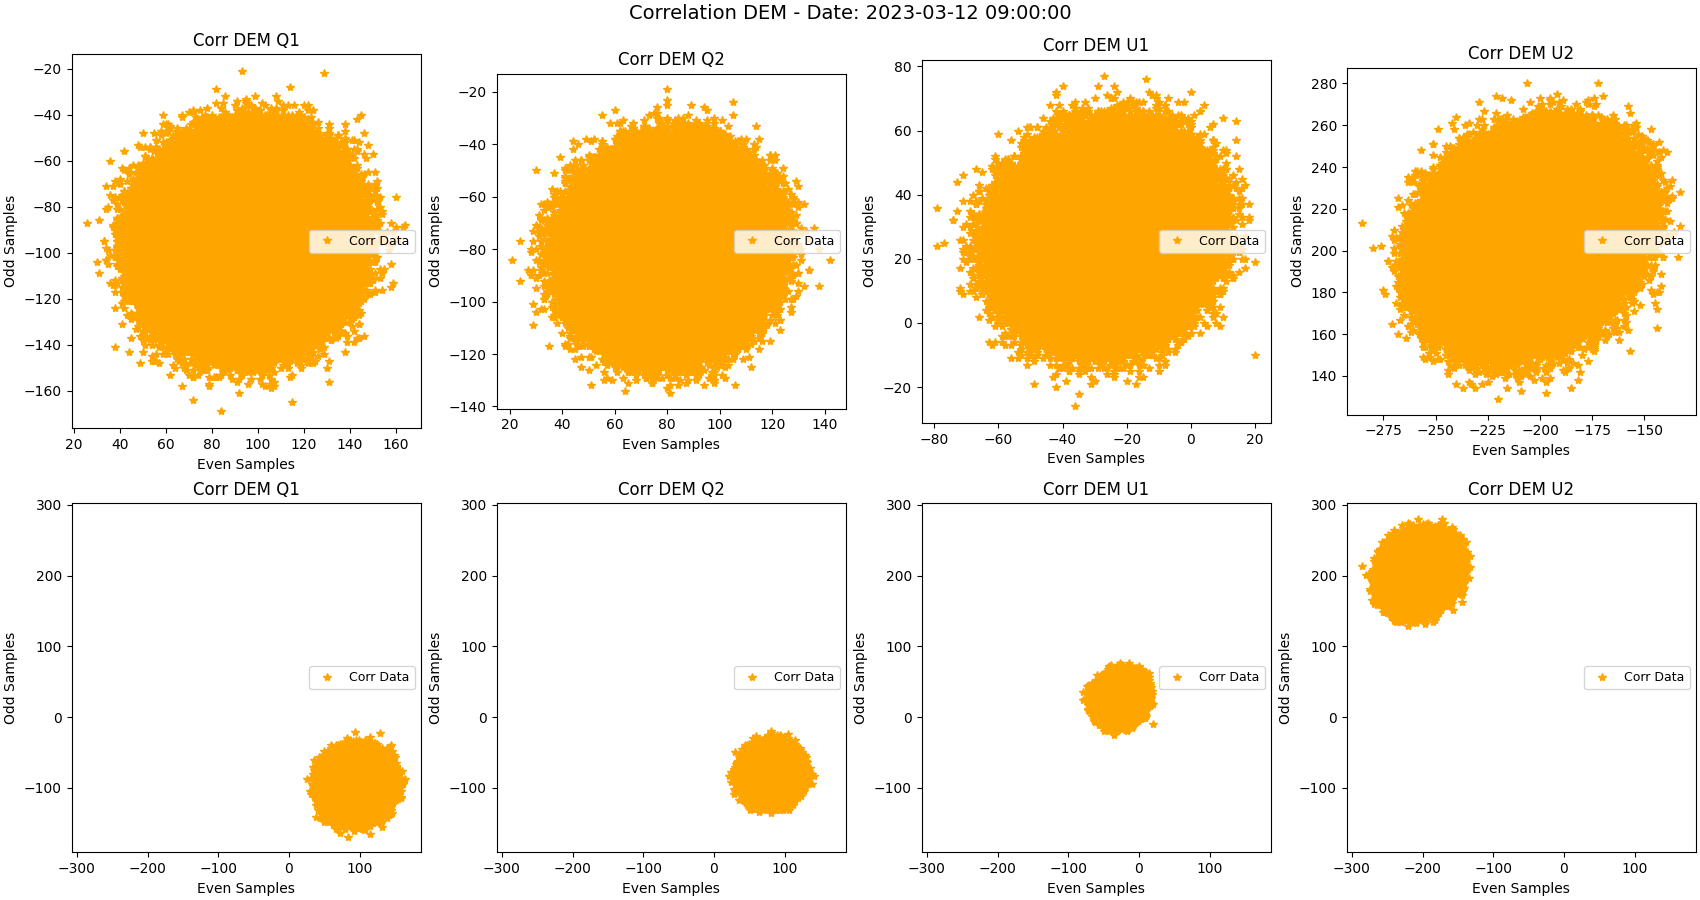 Correlation DEM - Date: 2023-03-12 09:00:00
Corr DEM Q1
Odd Samples
−20
−40
−60
−80
−100
−120
−140
−160
Corr Data
20 40 60 80 100 120 140 160
Even Samples
Corr DEM Q2
Odd Samples
−20
−40
−60
−80
−100
−120
−140
Corr Data
20 40 60 80 100 120 140
Even Samples
Corr DEM U1
Odd Samples
80
60
40
20
0
−20
Corr Data
−80 −60 −40 −20 0 20
Even Samples
Corr DEM U2
Odd Samples
280
260
240
220
200
180
160
140
Corr Data
−275 −250 −225 −200 −175 −150
Even Samples
Corr DEM Q1
Odd Samples
300
200
100
0
−100
Corr Data
−300 −200 −100 0 100
Even Samples
Corr DEM Q2
Odd Samples
300
200
100
0
−100
Corr Data
−300 −200 −100 0 100
Even Samples
Corr DEM U1
Odd Samples
300
200
100
0
−100
Corr Data
−300 −200 −100 0 100
Even Samples
Corr DEM U2
Odd Samples
300
200
100
0
−100
Corr Data
−300 −200 −100 0 100
Even Samples